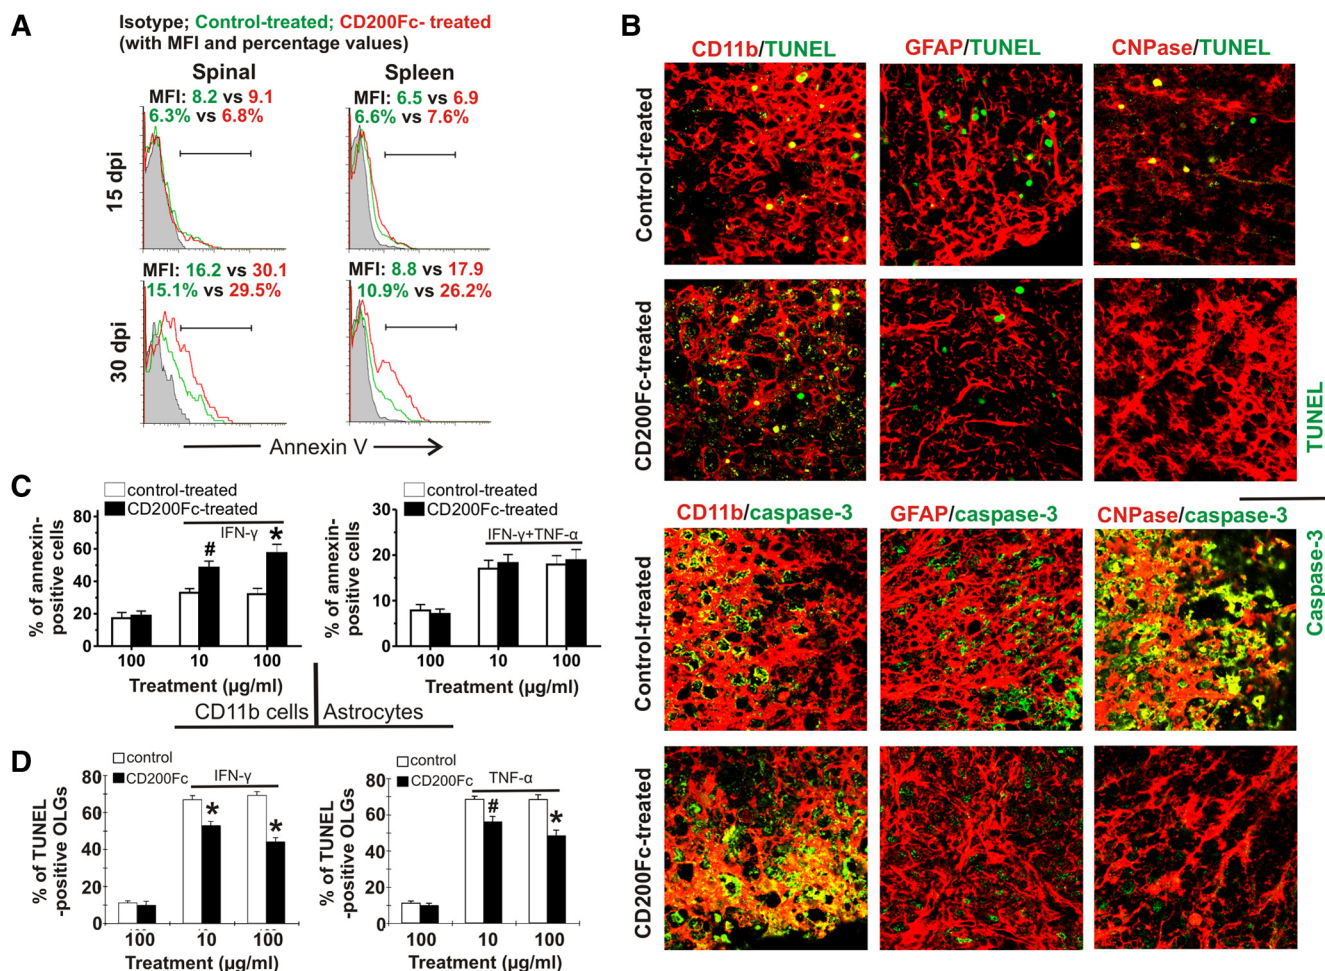 A
Isotype; Control-treated; CD200Fc- treated
(with MFI and percentage values)
Spinal
Spleen
MFI: 8.2 vs 9.1
6.3% vs 6.8%
MFI: 6.5 vs 6.9
6.6% vs 7.6%
15 dpi
MFI: 16.2 vs 30.1
15.1% vs 29.5%
MFI: 8.8 vs 17.9
10.9% vs 26.2%
30 dpi
Annexin V
B
CD11b/TUNEL
GFAP/TUNEL
CNPase/TUNEL
Control-treated
CD200Fc-treated
TUNEL
CD11b/caspase-3
GFAP/caspase-3
CNPase/caspase-3
Control-treated
CD200Fc-treated
Caspase-3
C
control-treated
CD200Fc-treated
% of annexin-
positive cells
80
60
40
20
0
IFN-γ
#
*
100
10
100
Treatment (µg/ml)
control-treated
CD200Fc-treated
% of annexin-
positive cells
30
20
10
0
IFN-γ+TNF-α
100
10
100
Treatment (µg/ml)
CD11b cells
Astrocytes
D
control
CD200Fc
% of TUNEL
-positive OLGs
80
60
40
20
0
IFN-γ
*
*
100
10
100
Treatment (µg/ml)
control
CD200Fc
% of TUNEL
-positive OLGs
80
60
40
20
0
TNF-α
#
*
100
10
100
Treatment (µg/ml)